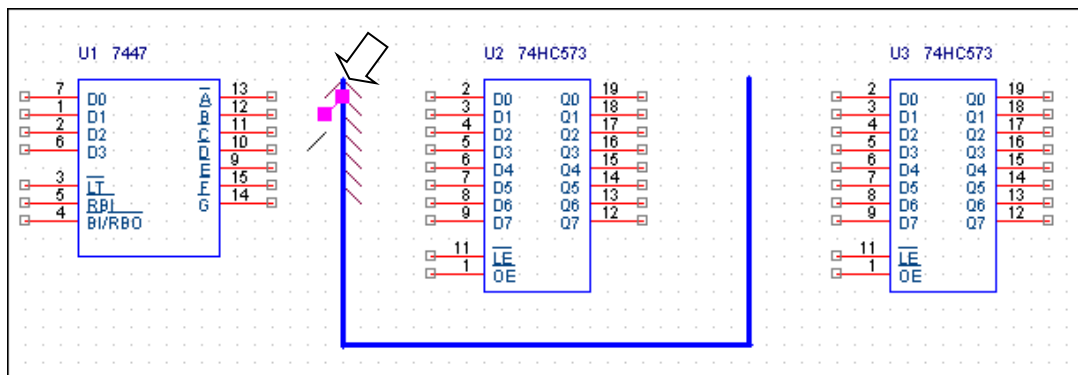 U1 7447
U2 74HC573
U3 74HC573
7 D0 A 13
1 D1 B 12
2 D2 C 11
6 D3 D 10
E 9
3 LT F 15
5 RBI G 14
4 BI/RBO
2 D0 Q0 19
3 D1 Q1 18
4 D2 Q2 17
5 D3 Q3 16
6 D4 Q4 15
7 D5 Q5 14
8 D6 Q6 13
9 D7 Q7 12
11 LE
1 OE
2 D0 Q0 19
3 D1 Q1 18
4 D2 Q2 17
5 D3 Q3 16
6 D4 Q4 15
7 D5 Q5 14
8 D6 Q6 13
9 D7 Q7 12
11 LE
1 OE